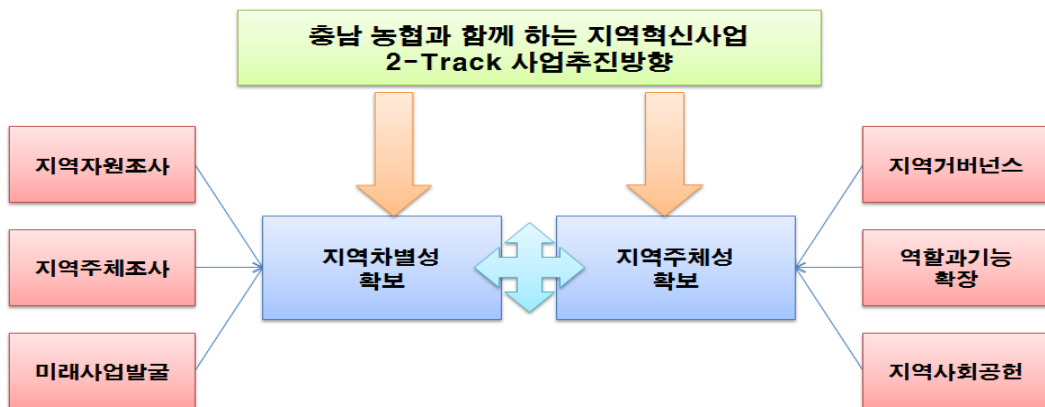 충남 농협과 함께 하는 지역혁신사업
2-Track 사업추진방향
지역자원조사
지역주체조사
미래사업발굴
지역차별성
확보
지역주체성
확보
지역거버넌스
역할과기능
확장
지역사회공헌